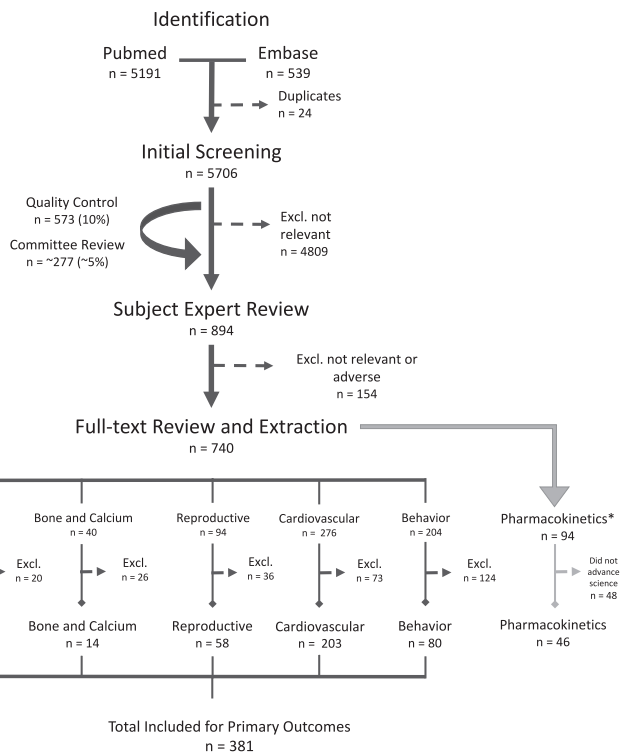 Identification
Pubmed
n = 5191
Embase
n = 539
Duplicates
n = 24
Initial Screening
n = 5706
Quality Control
n = 573 (10%)
Committee Review
n = ~277 (~5%)
Excl. not
relevant
n = 4809
Subject Expert Review
n = 894
Excl. not relevant or
adverse
n = 154
Full-text Review and Extraction
n = 740
Bone and Calcium
n = 40
Reproductive
n = 94
Cardiovascular
n = 276
Behavior
n = 204
Pharmacokinetics*
n = 94
Excl.
n = 20
Excl.
n = 26
Excl.
n = 36
Excl.
n = 73
Excl.
n = 124
Did not
advance
science
n = 48
Bone and Calcium
n = 14
Reproductive
n = 58
Cardiovascular
n = 203
Behavior
n = 80
Pharmacokinetics
n = 46
Total Included for Primary Outcomes
n = 381